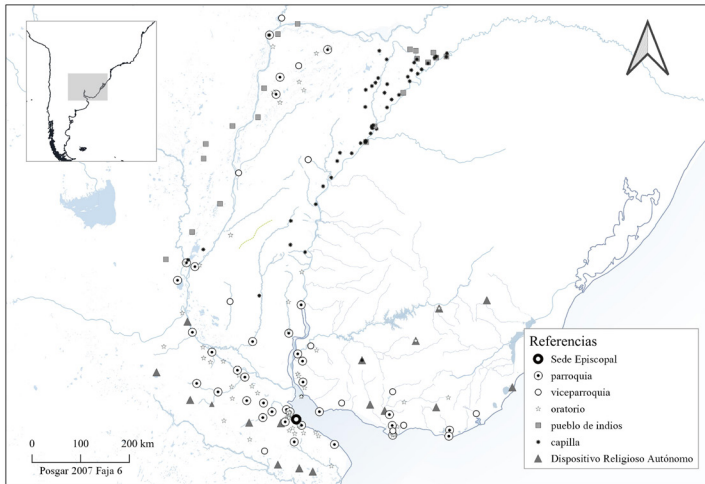 Referencias
Sede Episcopal
parroquia
viceparroquia
oratorio
pueblo de indios
capilla
Dispositivo Religioso Autónomo
0 100 200 km
Posgar 2007 Faja 6